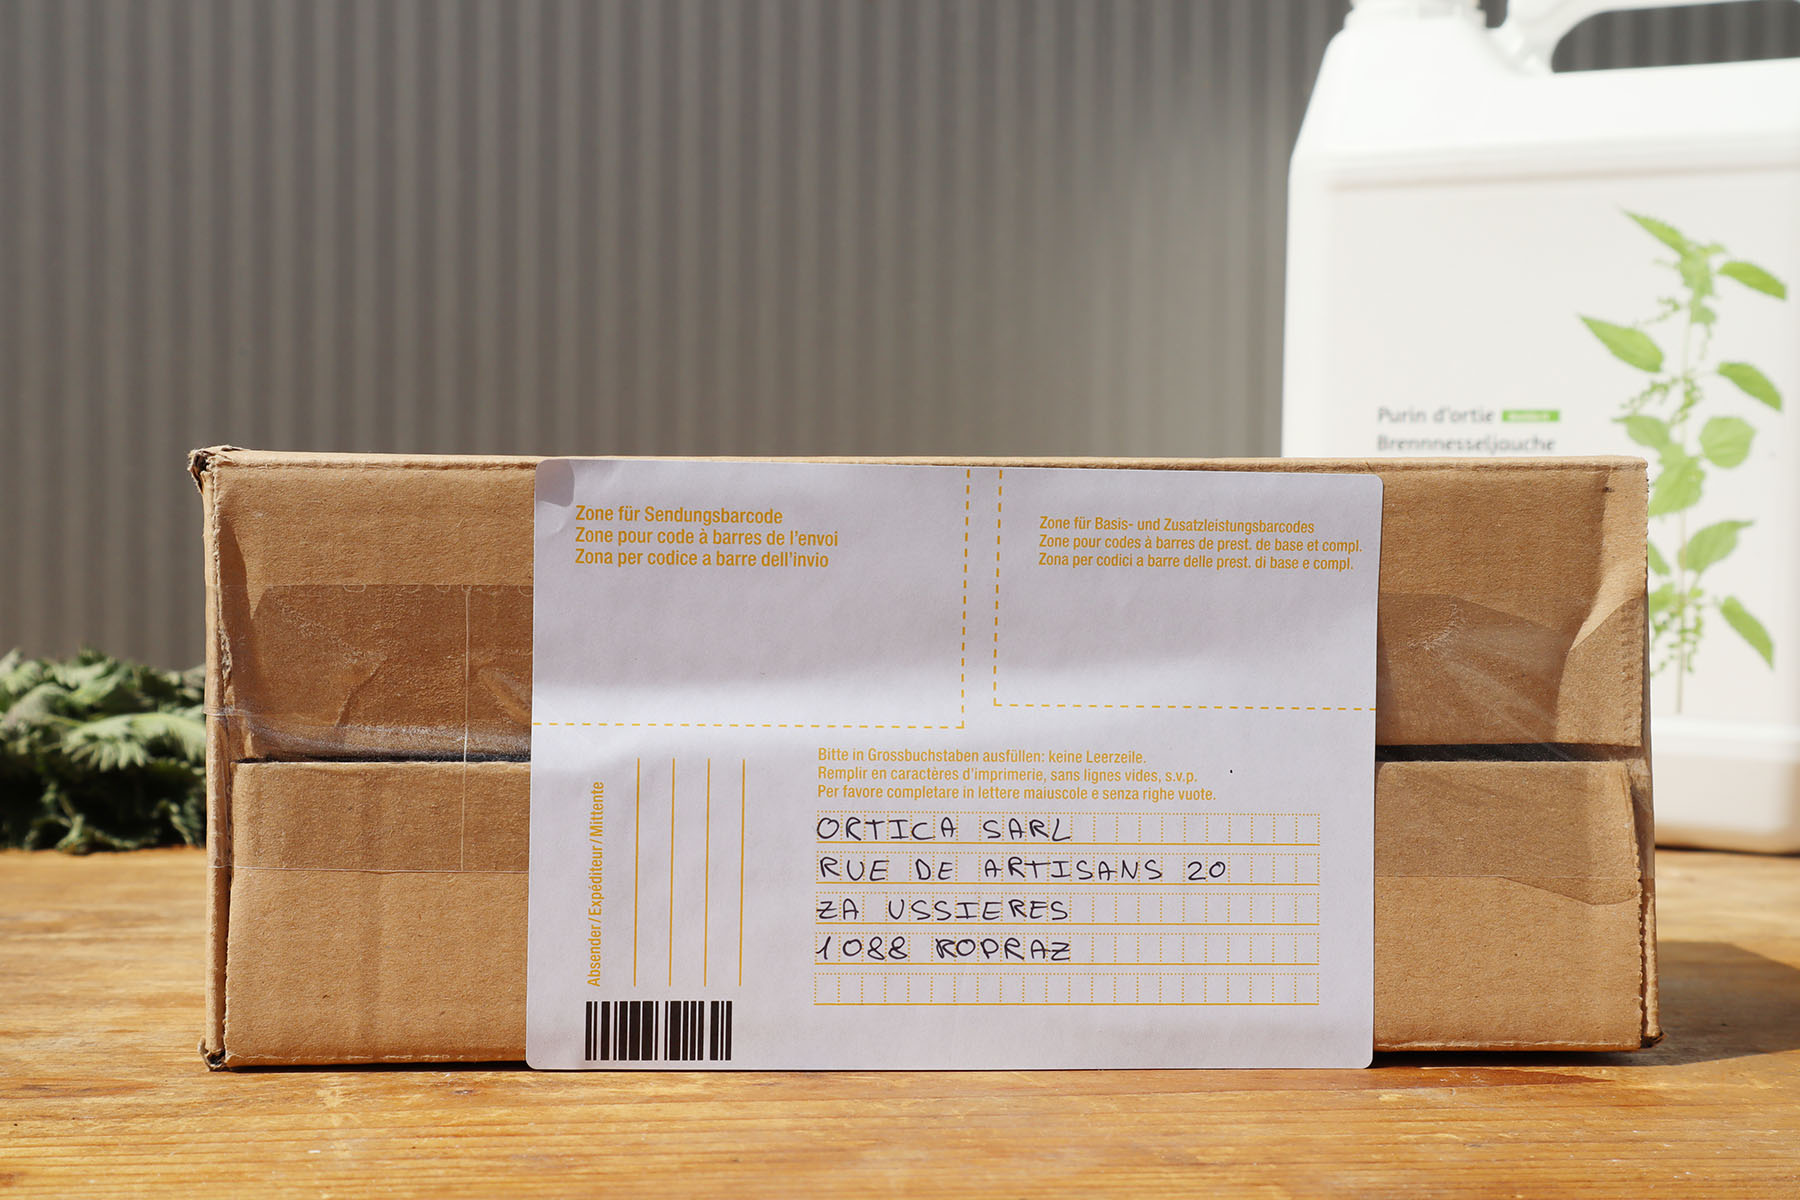 Purin d'ortie
Brennnesseljauche
Zone für Sendungsbarcode
Zone pour code à barres de l'envoi
Zona per codice a barre dell'invio
Zone für Basis- und Zusatzleistungsbarcodes
Zone pour codes à barres de prest. de base et compl.
Zona per codici a barre delle prest. di base e compl.
Absender / Expéditeur / Mittente
Bitte in Grossbuchstaben ausfüllen: keine Leerzeile.
Remplir en caractères d'imprimerie, sans lignes vides, s.v.p.
Per favore completare in lettere maiuscole e senza righe vuote.
ORTICA SARL
RUE DE ARTISANS 20
ZA USSIERES
1088 ROPRAZ